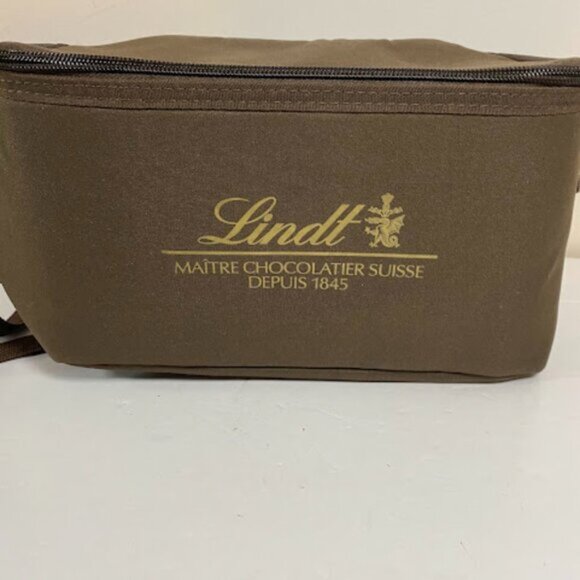 Lindt
MAÎTRE CHOCOLATIER SUISSE
DEPUIS 1845